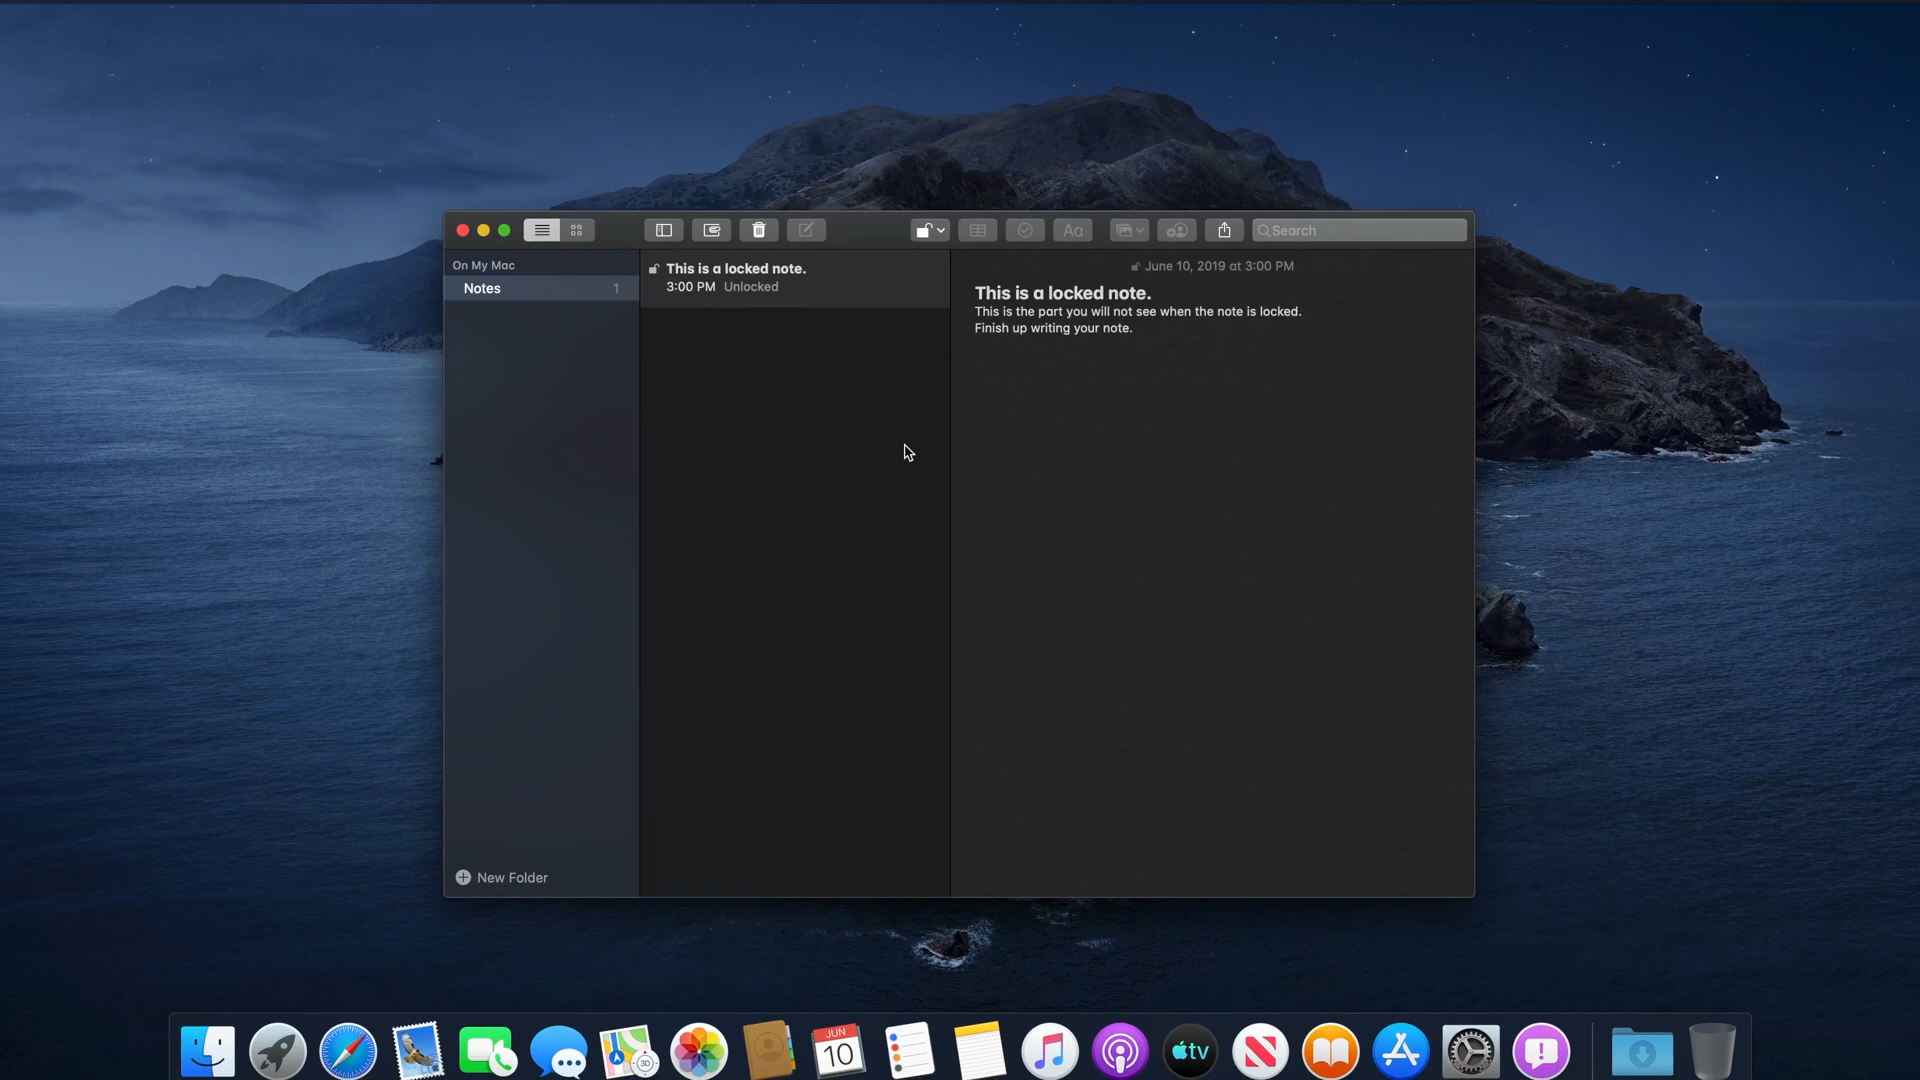 Search
On My Mac
Notes 1
This is a locked note.
3:00 PM Unlocked
June 10, 2019 at 3:00 PM
This is a locked note.
This is the part you will not see when the note is locked.
Finish up writing your note.
New Folder
Aa
3D
JUN
10
tv